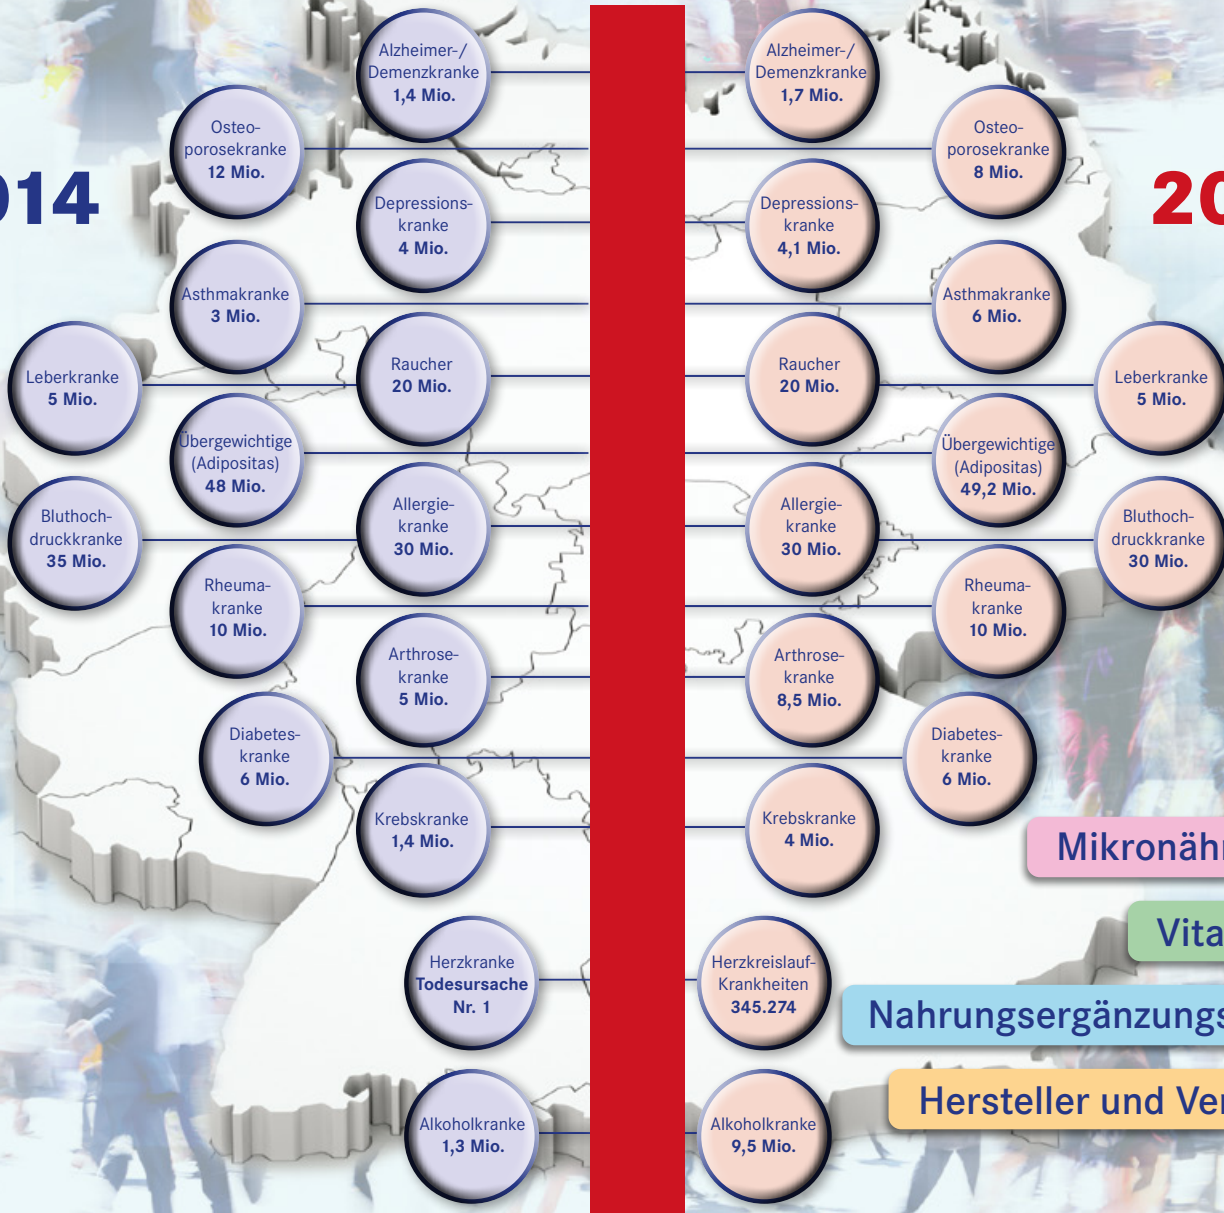 014
Alzheimer-/
Demenzkranke
1,4 Mio.
Osteo-
porosekranke
12 Mio.
Depressions-
kranke
4 Mio.
Asthmakranke
3 Mio.
Raucher
20 Mio.
Leberkranke
5 Mio.
Übergewichtige
(Adipositas)
48 Mio.
Allergie-
kranke
30 Mio.
Bluthoch-
druckkranke
35 Mio.
Rheuma-
kranke
10 Mio.
Arthrose-
kranke
5 Mio.
Diabetes-
kranke
6 Mio.
Krebskranke
1,4 Mio.
Herzkranke
Todesursache
Nr. 1
Alkoholkranke
1,3 Mio.
20
Alzheimer-/
Demenzkranke
1,7 Mio.
Osteo-
porosekranke
8 Mio.
Depressions-
kranke
4,1 Mio.
Asthmakranke
6 Mio.
Raucher
20 Mio.
Leberkranke
5 Mio.
Übergewichtige
(Adipositas)
49,2 Mio.
Allergie-
kranke
30 Mio.
Bluthoch-
druckkranke
30 Mio.
Rheuma-
kranke
10 Mio.
Arthrose-
kranke
8,5 Mio.
Diabetes-
kranke
6 Mio.
Krebskranke
4 Mio.
Herzkreislauf-
Krankheiten
345.274
Alkoholkranke
9,5 Mio.
Mikronäh
Vita
Nahrungsergänzungs
Hersteller und Ver